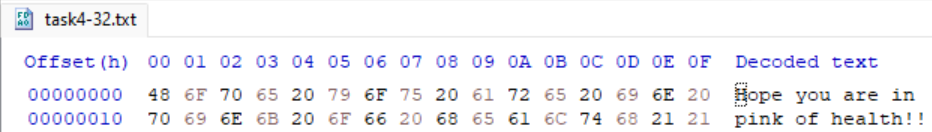 task4-32.txt
Offset(h) 00 01 02 03 04 05 06 07 08 09 0A 0B 0C 0D 0E 0F Decoded text
00000000 48 6F 70 65 20 79 6F 75 20 61 72 65 20 69 6E 20 Hope you are in
00000010 70 69 6E 6B 20 6F 66 20 68 65 61 6C 74 68 21 21 pink of health!!